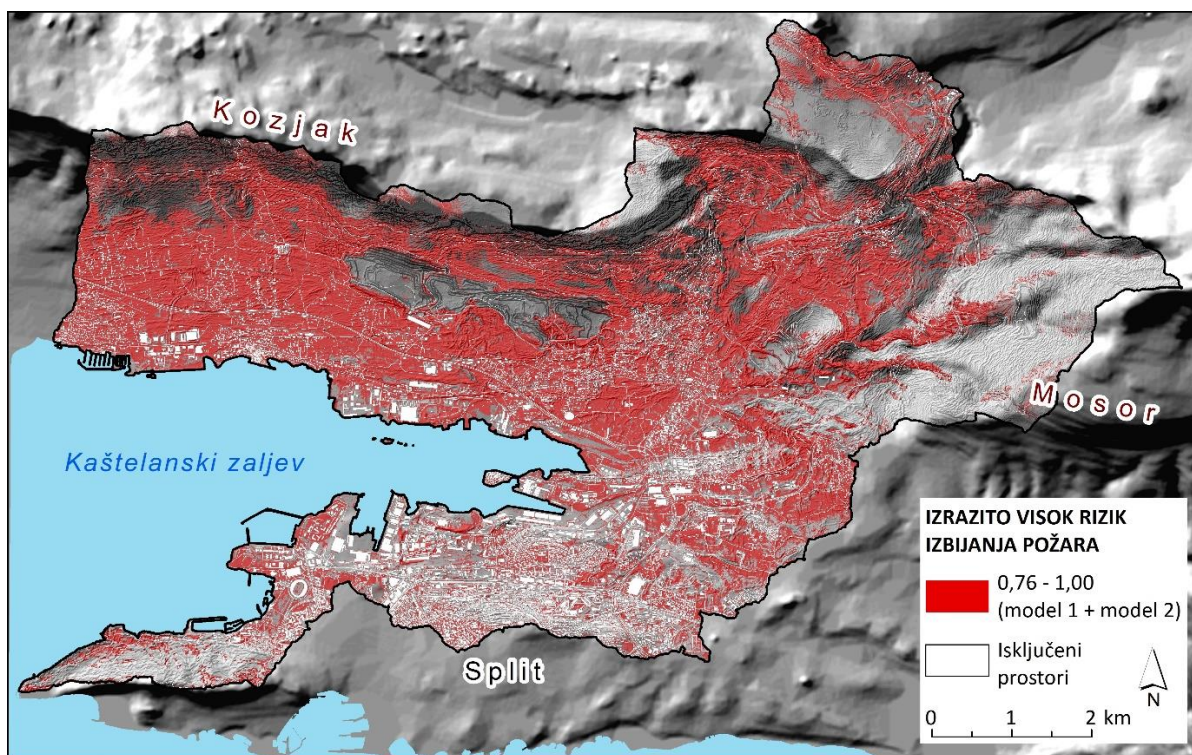 Kozjak
Mosor
Kaštelanski zaljev
Split
IZRAZITO VISOK RIZIK
IZBIJANJA POŽARA
0,76 - 1,00
(model 1 + model 2)
Isključeni
prostori
N
0 1 2 km